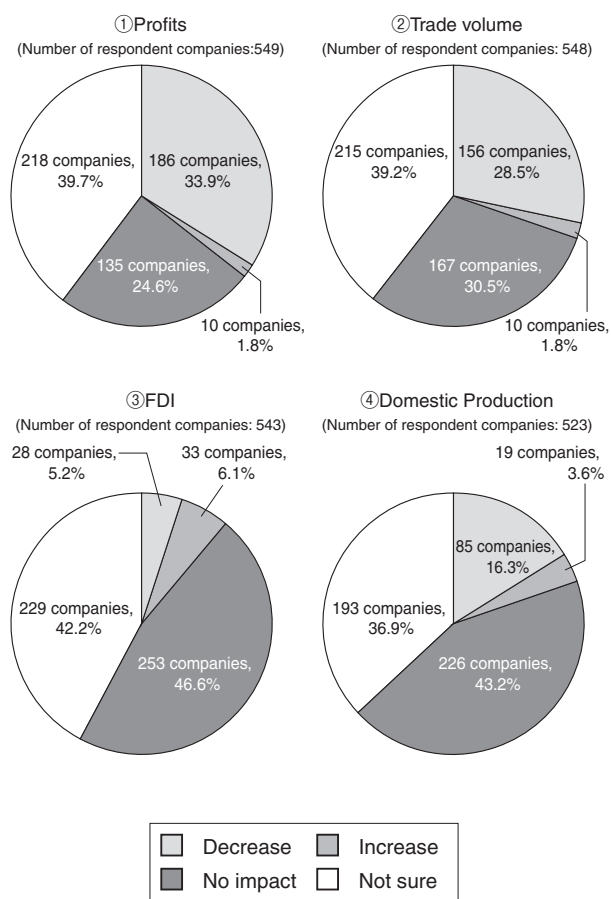 ①Profits
(Number of respondent companies:549)
218 companies,
39.7%
186 companies,
33.9%
135 companies,
24.6%
10 companies,
1.8%
②Trade volume
(Number of respondent companies: 548)
215 companies,
39.2%
156 companies,
28.5%
167 companies,
30.5%
10 companies,
1.8%
③FDI
(Number of respondent companies: 543)
28 companies,
5.2%
33 companies,
6.1%
229 companies,
42.2%
253 companies,
46.6%
④Domestic Production
(Number of respondent companies: 523)
19 companies,
3.6%
85 companies,
16.3%
193 companies,
36.9%
226 companies,
43.2%
Decrease
Increase
No impact
Not sure